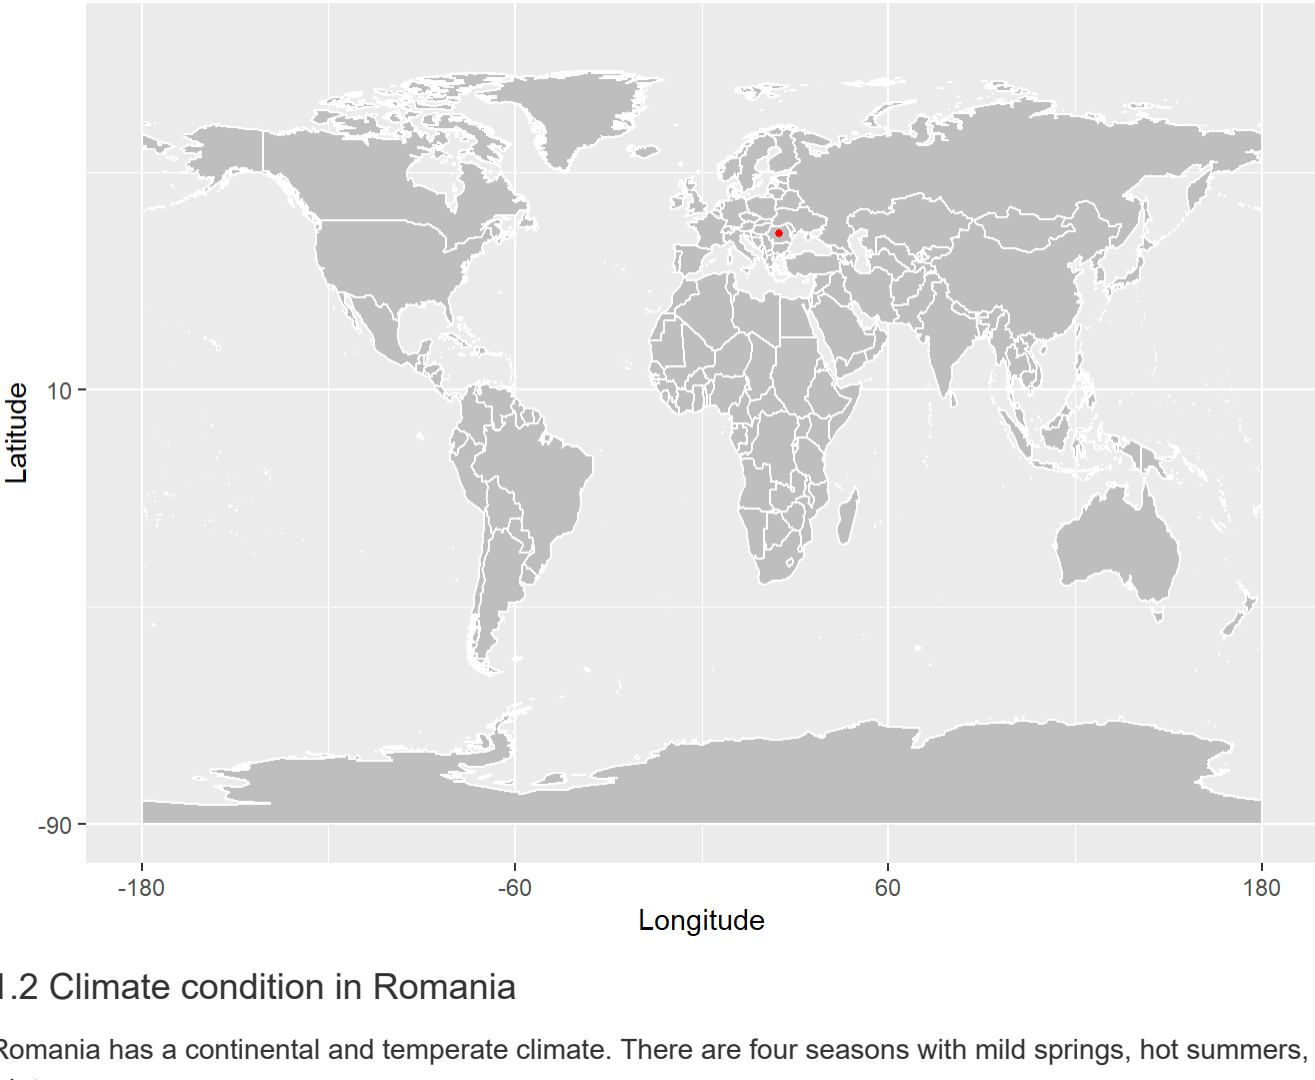 Latitude
10
-90
-180
-60
60
180
Longitude
1.2 Climate condition in Romania
Romania has a continental and temperate climate. There are four seasons with mild springs, hot summers,